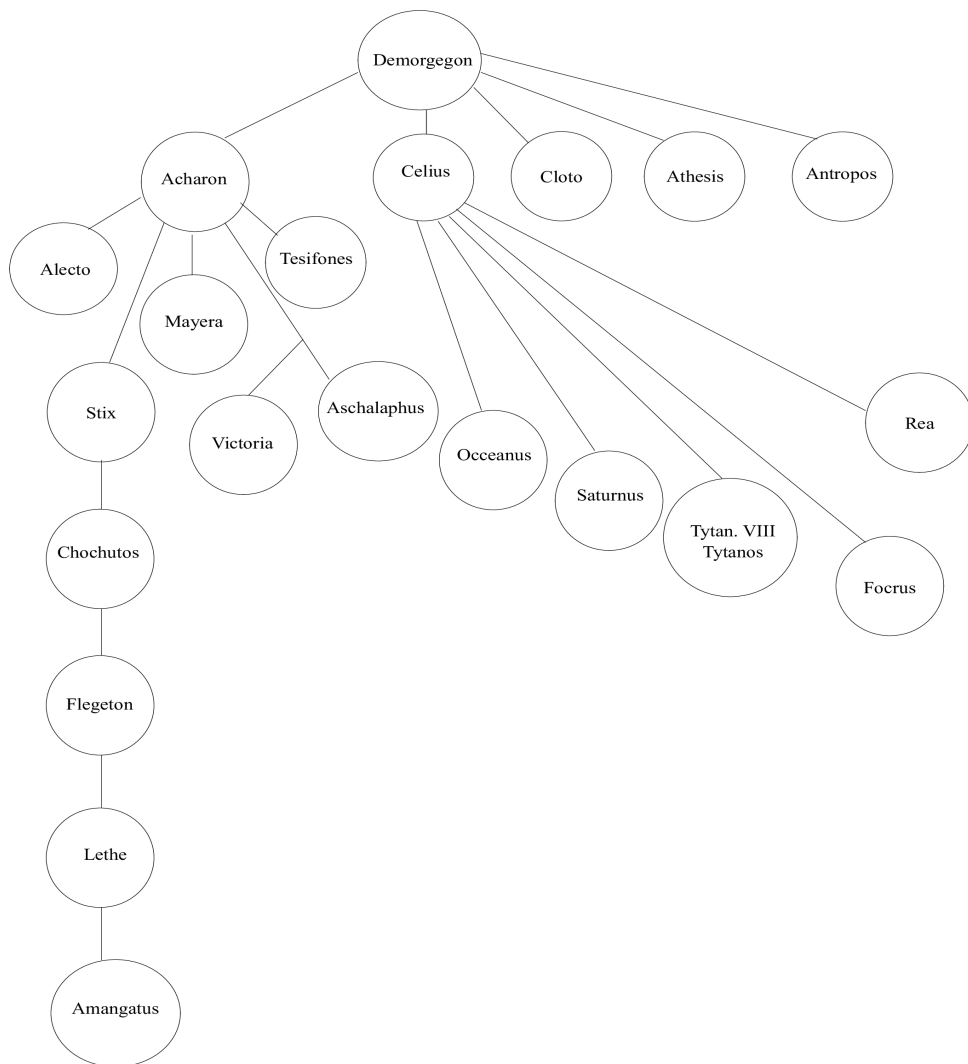 Demorgegon
Acharon
Celius
Cloto
Athesis
Antropos
Alecto
Tesifones
Mayera
Stix
Victoria
Aschalaphus
Occeanus
Saturnus
Rea
Tytan. VIII
Tytanos
Focrus
Chochutos
Flegeton
Lethe
Amangatus